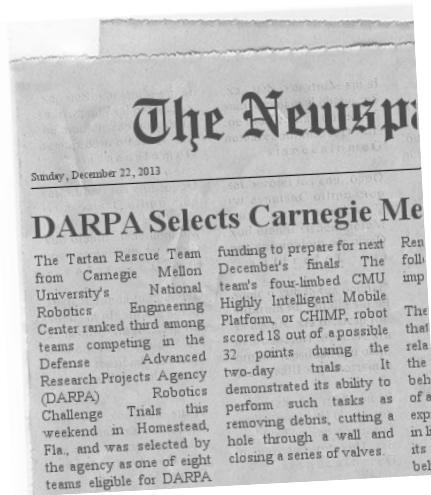 The Newspa
Sunday, December 22, 2013
DARPA Selects Carnegie Me
The Tartan Rescue Team
from Carnegie Mellon
University's National
Robotics Engineering
Center ranked third among
teams competing in the
Defense Advanced
Research Projects Agency
(DARPA) Robotics
Challenge Trials this
weekend in Homestead,
Fla., and was selected by
the agency as one of eight
teams eligible for DARPA
funding to prepare for next
December's finals. The
team's four-limbed CMU
Highly Intelligent Mobile
Platform, or CHIMP, robot
scored 18 out of a possible
32 points during the
two-day trials. It
demonstrated its ability to
perform such tasks as
removing debris, cutting a
hole through a wall and
closing a series of valves.
Ren
foll
imp
The
that
rela
the
beh
of a
exp
in h
its
bel